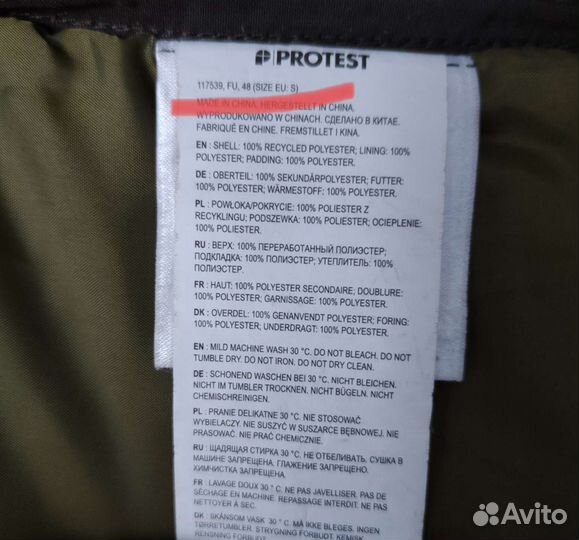 PROTEST
117539, FU, 48 (SIZE EU: S)
MADE IN CHINA. HERGESTELLT IN CHINA.
WYPRODUKOWANO W CHINACH. СДЕЛАНО В КИТАЕ.
FABRIQUÉ EN CHINE. FREMSTILLET I KINA.
EN : SHELL: 100% RECYCLED POLYESTER; LINING: 100%
POLYESTER; PADDING: 100% POLYESTER.
DE : OBERTEIL: 100% SEKUNDÄRPOLYESTER; FUTTER:
100% POLYESTER; WÄRMESTOFF: 100% POLYESTER.
PL : POWŁOKA/POKRYCIE: 100% POLIESTER Z
RECYKLINGU; PODSZEWKA: 100% POLIESTER; OCIEPLENIE:
100% POLIESTER.
RU : ВЕРХ: 100% ПЕРЕРАБОТАННЫЙ ПОЛИЭСТЕР;
ПОДКЛАДКА: 100% ПОЛИЭСТЕР; УТЕПЛИТЕЛЬ: 100%
ПОЛИЭСТЕР.
FR : HAUT: 100% POLYESTER SECONDAIRE; DOUBLURE:
100% POLYESTER; GARNISSAGE: 100% POLYESTER.
DK : OVERDEL: 100% GENANVENDT POLYESTER; FORING:
100% POLYESTER; UNDERDRAGT: 100% POLYESTER.
EN : MILD MACHINE WASH 30 °C. DO NOT BLEACH. DO NOT
TUMBLE DRY. DO NOT IRON. DO NOT DRY CLEAN.
DE : SCHONEND WASCHEN BEI 30 °C. NICHT BLEICHEN.
NICHT IM TUMBLER TROCKNEN. NICHT BÜGELN. NICHT
CHEMISCHREINIGEN.
PL : PRANIE DELIKATNE 30 °C. NIE STOSOWAĆ
WYBIELACZY. NIE SUSZYĆ W SUSZARCE BĘBNOWEJ. NIE
PRASOWAĆ. NIE PRAĆ CHEMICZNIE.
RU : ЩАДЯЩАЯ СТИРКА 30 °C. НЕ ОТБЕЛИВАТЬ. СУШКА В
МАШИНЕ ЗАПРЕЩЕНА. ГЛАЖЕНИЕ ЗАПРЕЩЕНО.
ХИМЧИСТКА ЗАПРЕЩЕНА.
FR : LAVAGE DOUX 30 ° C. NE PAS JAVELLISER. PAS DE
SÉCHAGE EN MACHINE. REPASSAGE INTERDIT. NE PAS
NETTOYER À SEC.
DK : SKÅNSOM VASK 30 ° C. MÅ IKKE BLEGES. INGEN
TØRRETUMBLER. STRYGNING FORBUDT. KEMISK
RENSNING FORBUDT.
Avito